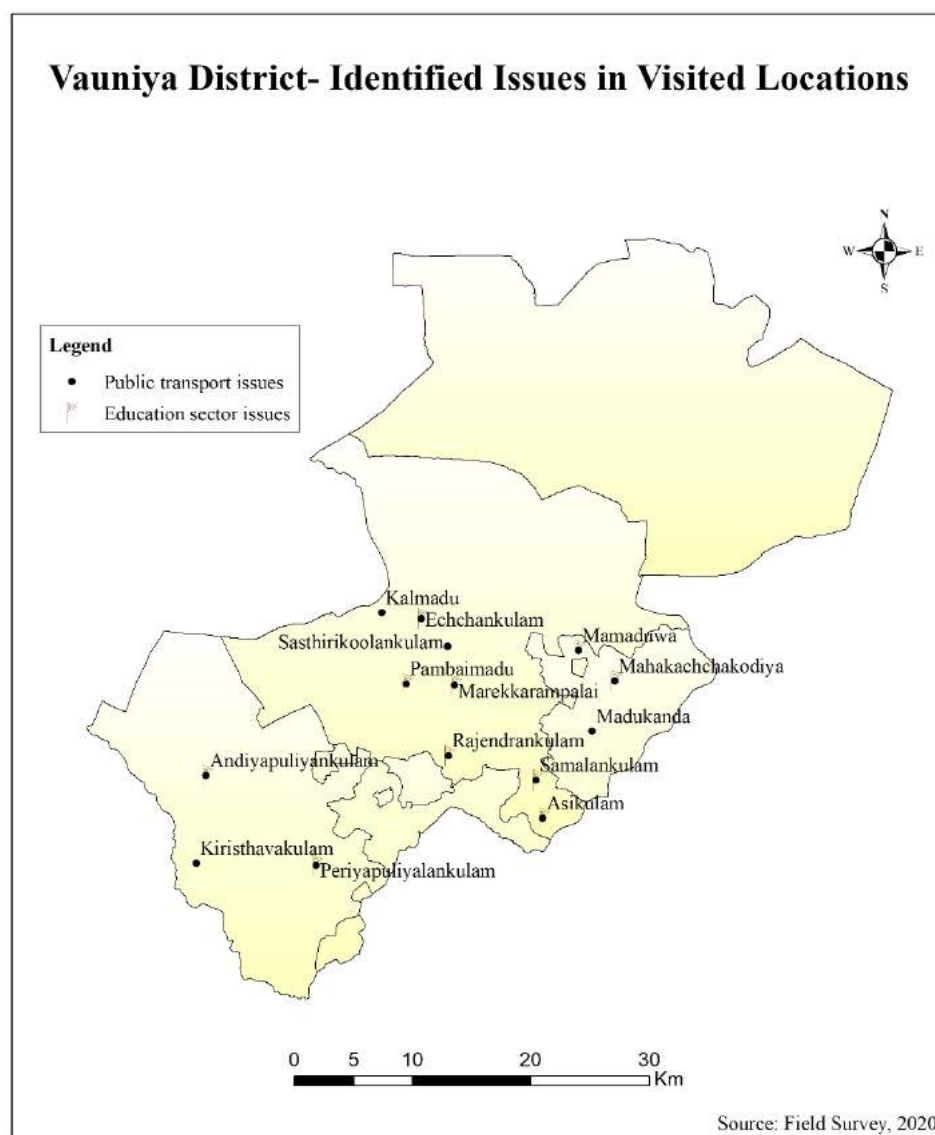 Vauniya District- Identified Issues in Visited Locations
N
W E
S
Legend
Public transport issues
Education sector issues
Kalmadu
Echchankulam
Sasthirikoolankulam
Mamaduwa
Pambaimadu
Mahakachchakodiya
Marekkarampalai
Madukanda
Rajendrankulam
Andiyapuliyankulam
Samalankulam
Asikulam
Kiristhavakulam
Periyapuliyalankulam
0 5 10 20 30
Km
Source: Field Survey, 2020